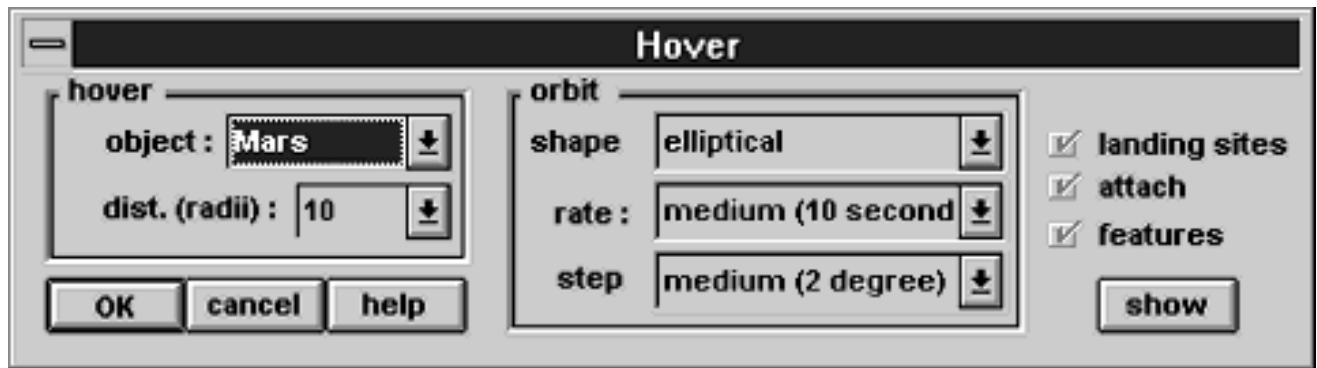 Hover
hover
object : Mars
dist. (radii) : 10
OK cancel help
orbit
shape elliptical
rate : medium (10 second
step medium (2 degree)
landing sites
attach
features
show